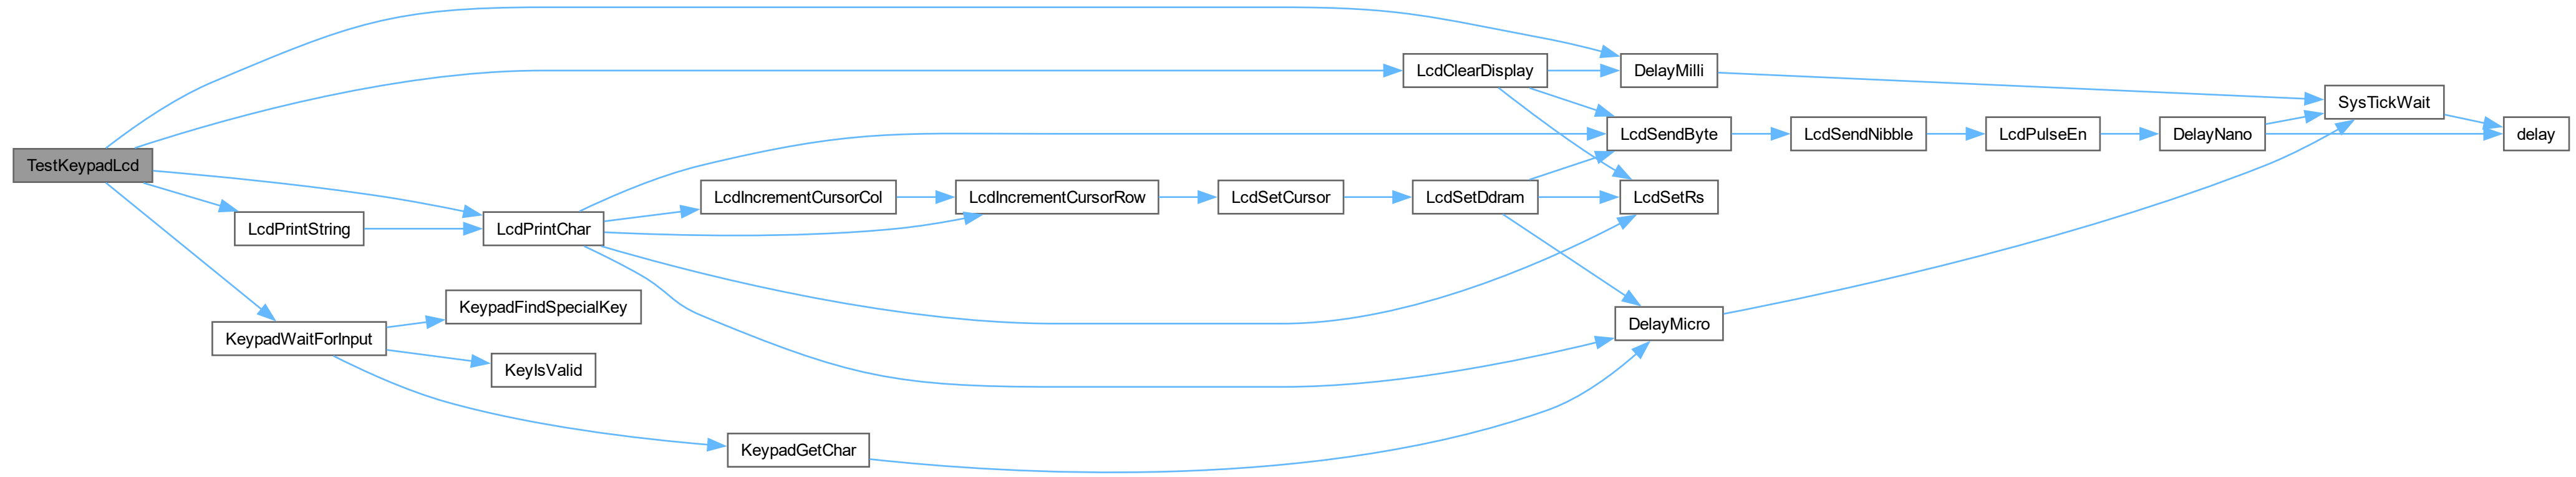 TestKeypadLcd
LcdPrintString
KeypadWaitForInput
LcdPrintChar
KeypadFindSpecialKey
KeyIsValid
KeypadGetChar
LcdIncrementCursorCol
LcdIncrementCursorRow
LcdSetCursor
LcdClearDisplay
LcdSetDdram
DelayMilli
LcdSendByte
LcdSetRs
DelayMicro
LcdSendNibble
LcdPulseEn
DelayNano
SysTickWait
delay